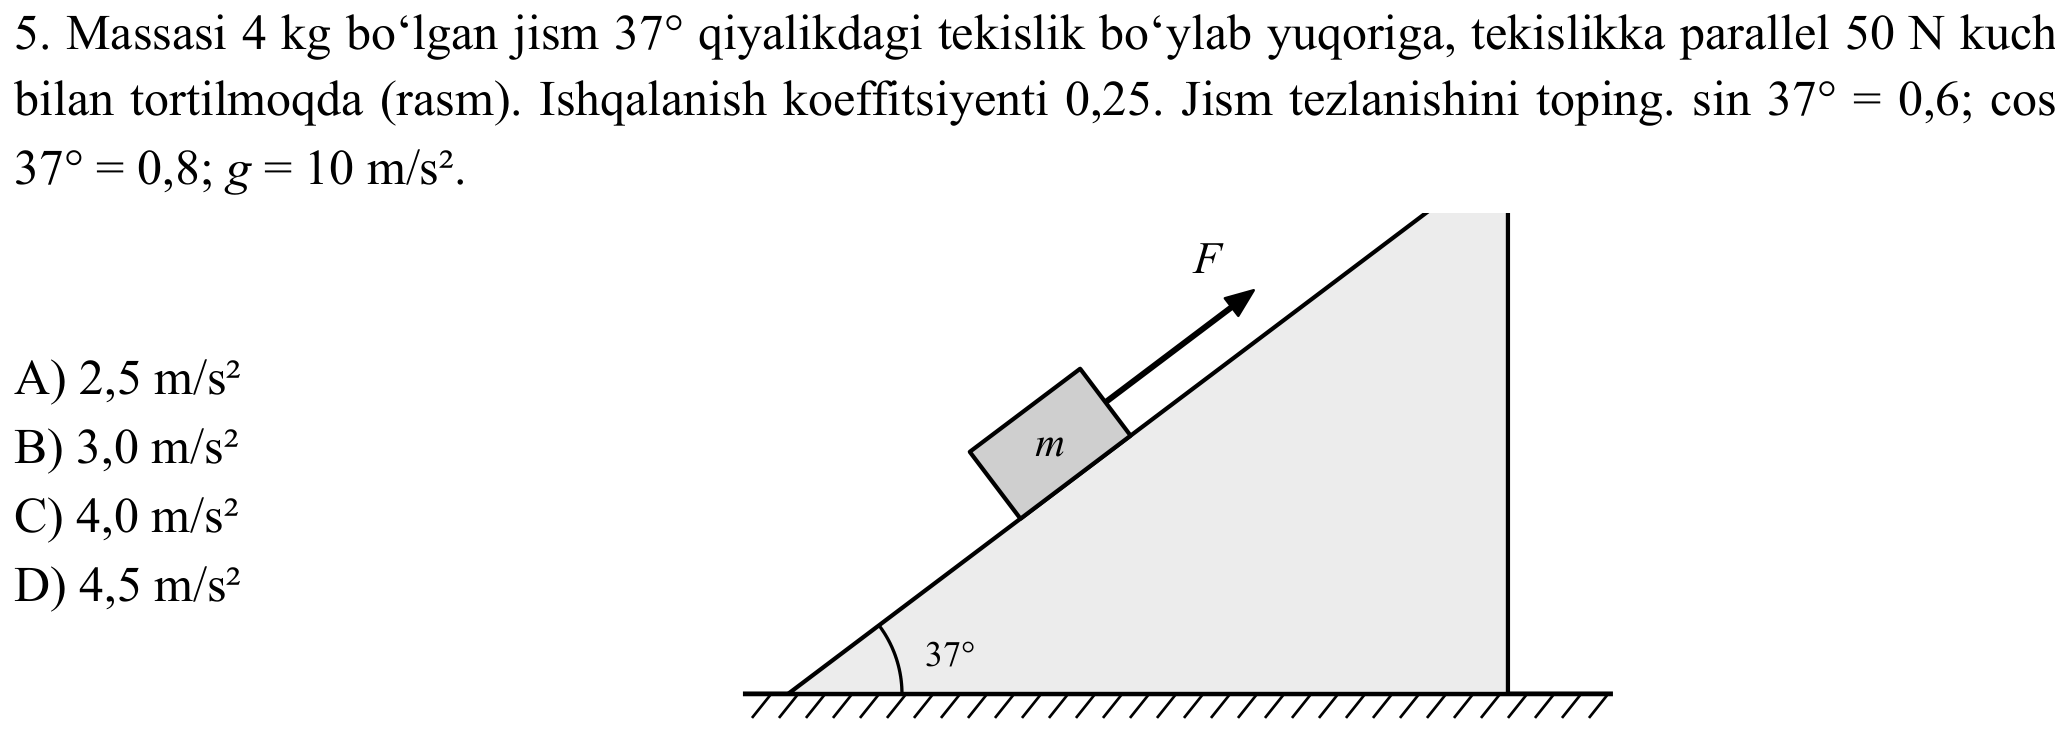 5. Massasi 4 kg bo‘lgan jism 37° qiyalikdagi tekislik bo‘ylab yuqoriga, tekislikka parallel 50 N kuch
bilan tortilmoqda (rasm). Ishqalanish koeffitsiyenti 0,25. Jism tezlanishini toping. sin 37° = 0,6; cos
37° = 0,8; g = 10 m/s².
F
A) 2,5 m/s²
m
B) 3,0 m/s²
C) 4,0 m/s²
D) 4,5 m/s²
37°